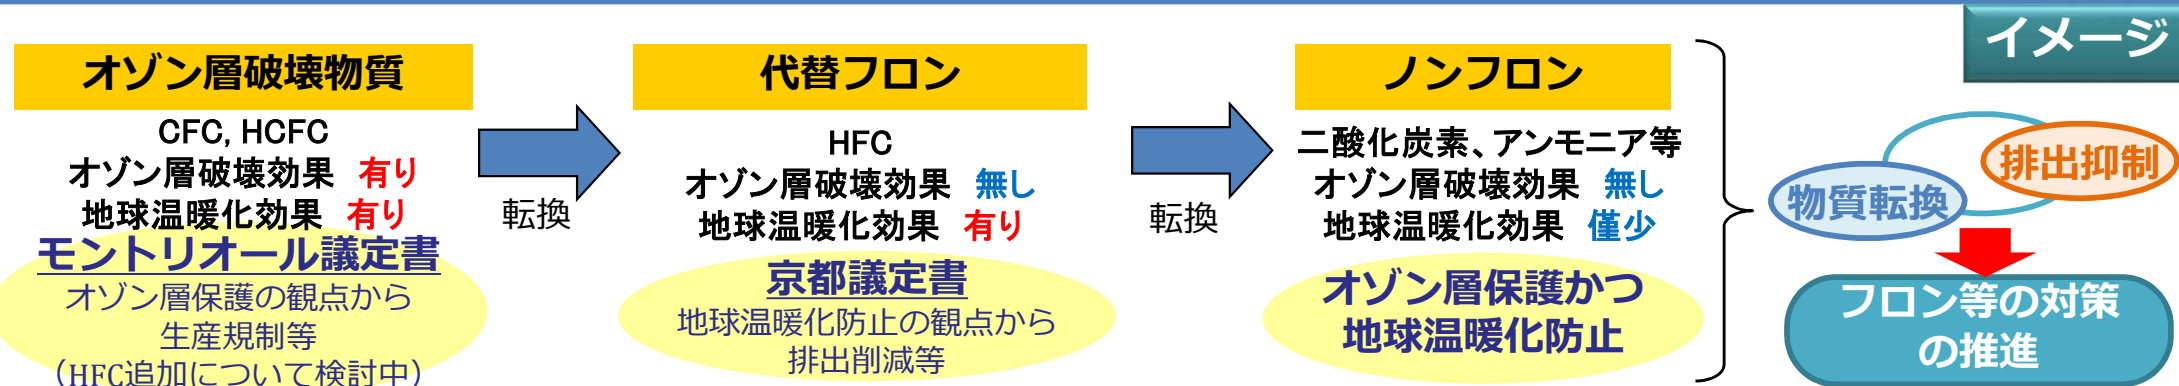 イメージ
オゾン層破壊物質
CFC, HCFC
オゾン層破壊効果　有り
地球温暖化効果　有り
モントリオール議定書
オゾン層保護の観点から
生産規制等
（HFC追加について検討中）
転換
代替フロン
HFC
オゾン層破壊効果　無し
地球温暖化効果　有り
京都議定書
地球温暖化防止の観点から
排出削減等
転換
ノンフロン
二酸化炭素、アンモニア等
オゾン層破壊効果　無し
地球温暖化効果　僅少
オゾン層保護かつ
地球温暖化防止
排出抑制
物質転換
フロン等の対策
の推進